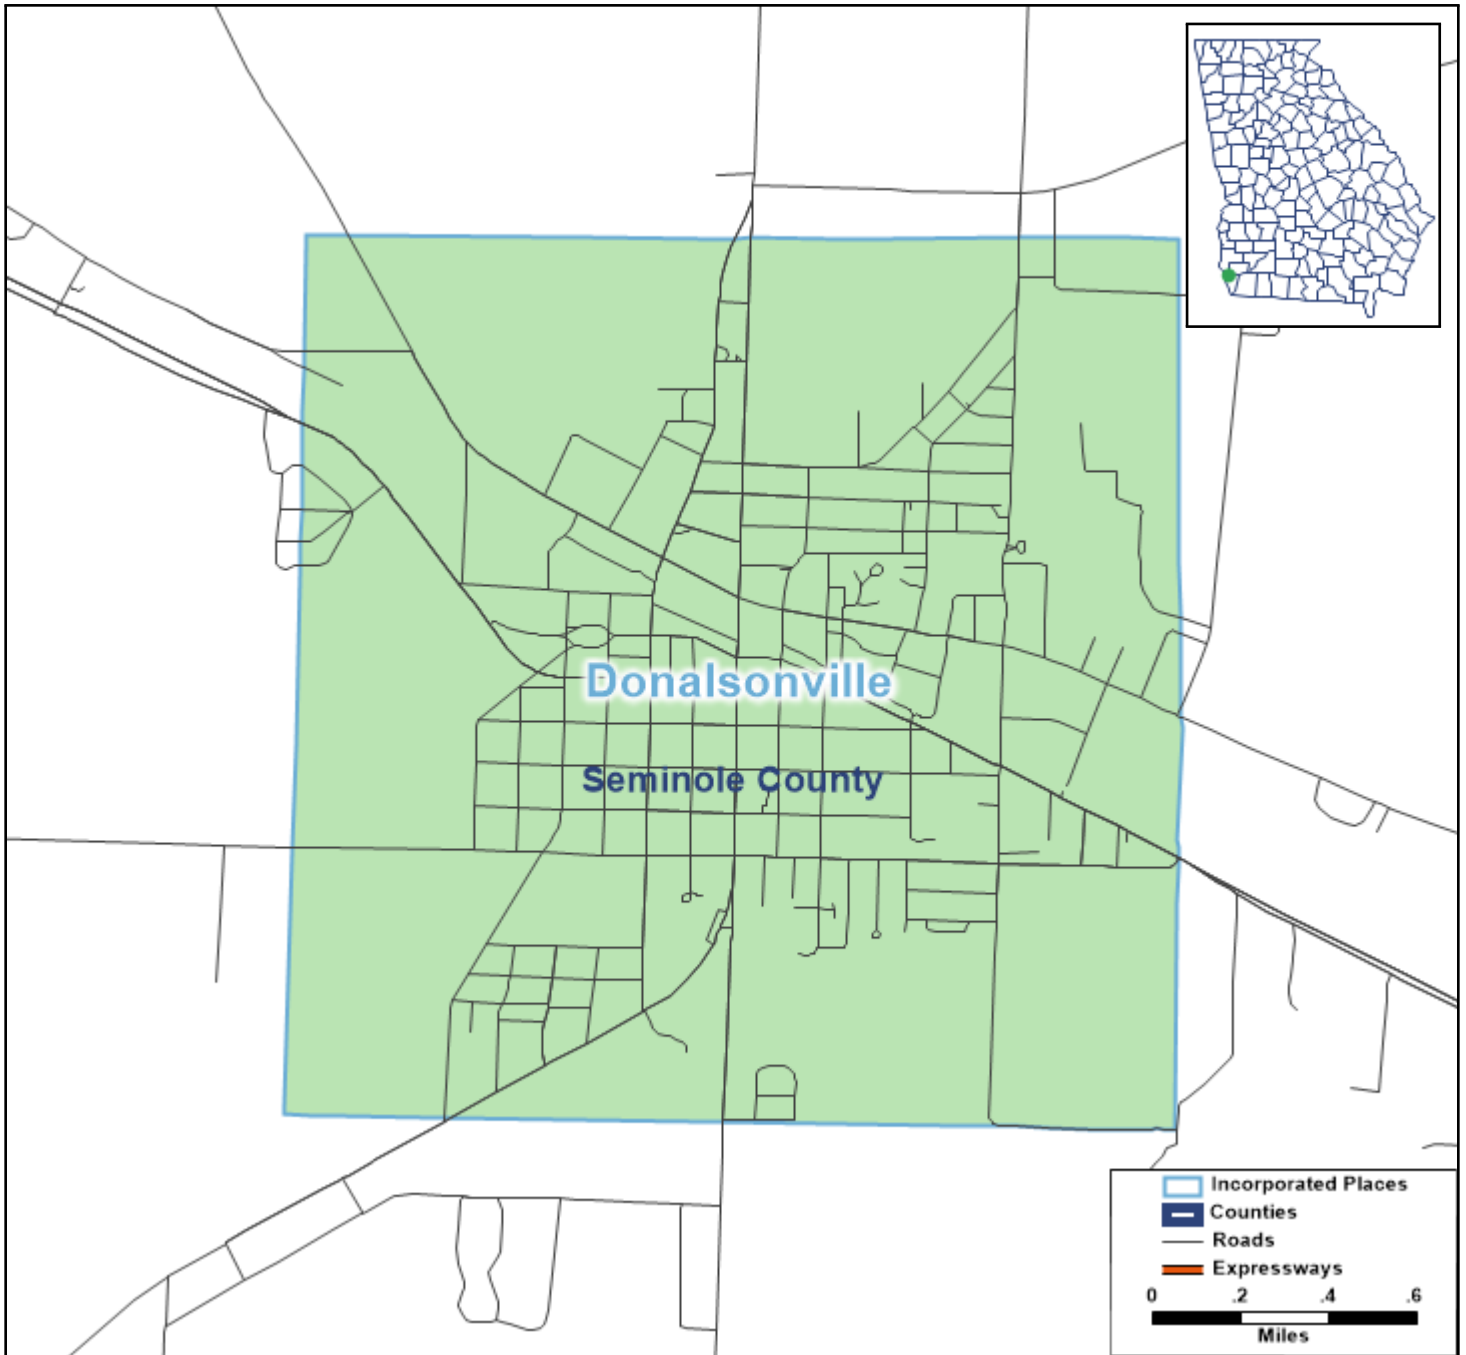 Donalsonville
Seminole County
Incorporated Places
Counties
Roads
Expressways
0 .2 .4 .6
Miles